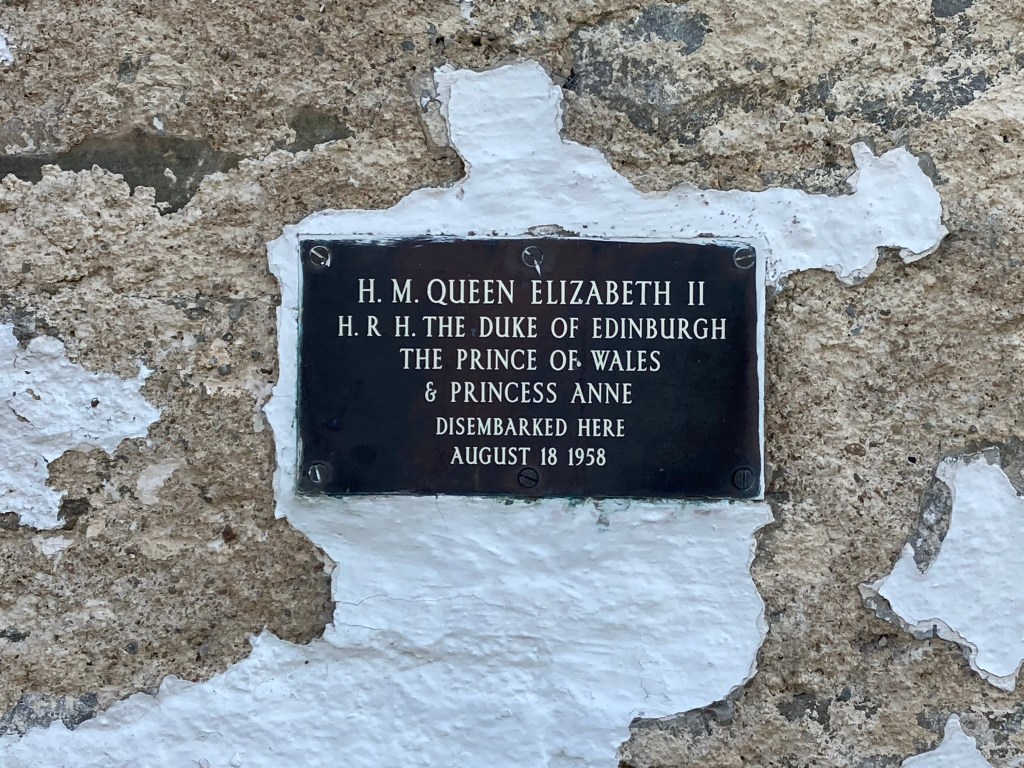 H. M. QUEEN ELIZABETH II
H. R H. THE DUKE OF EDINBURGH
THE PRINCE OF WALES
& PRINCESS ANNE
DISEMBARKED HERE
AUGUST 18 1958